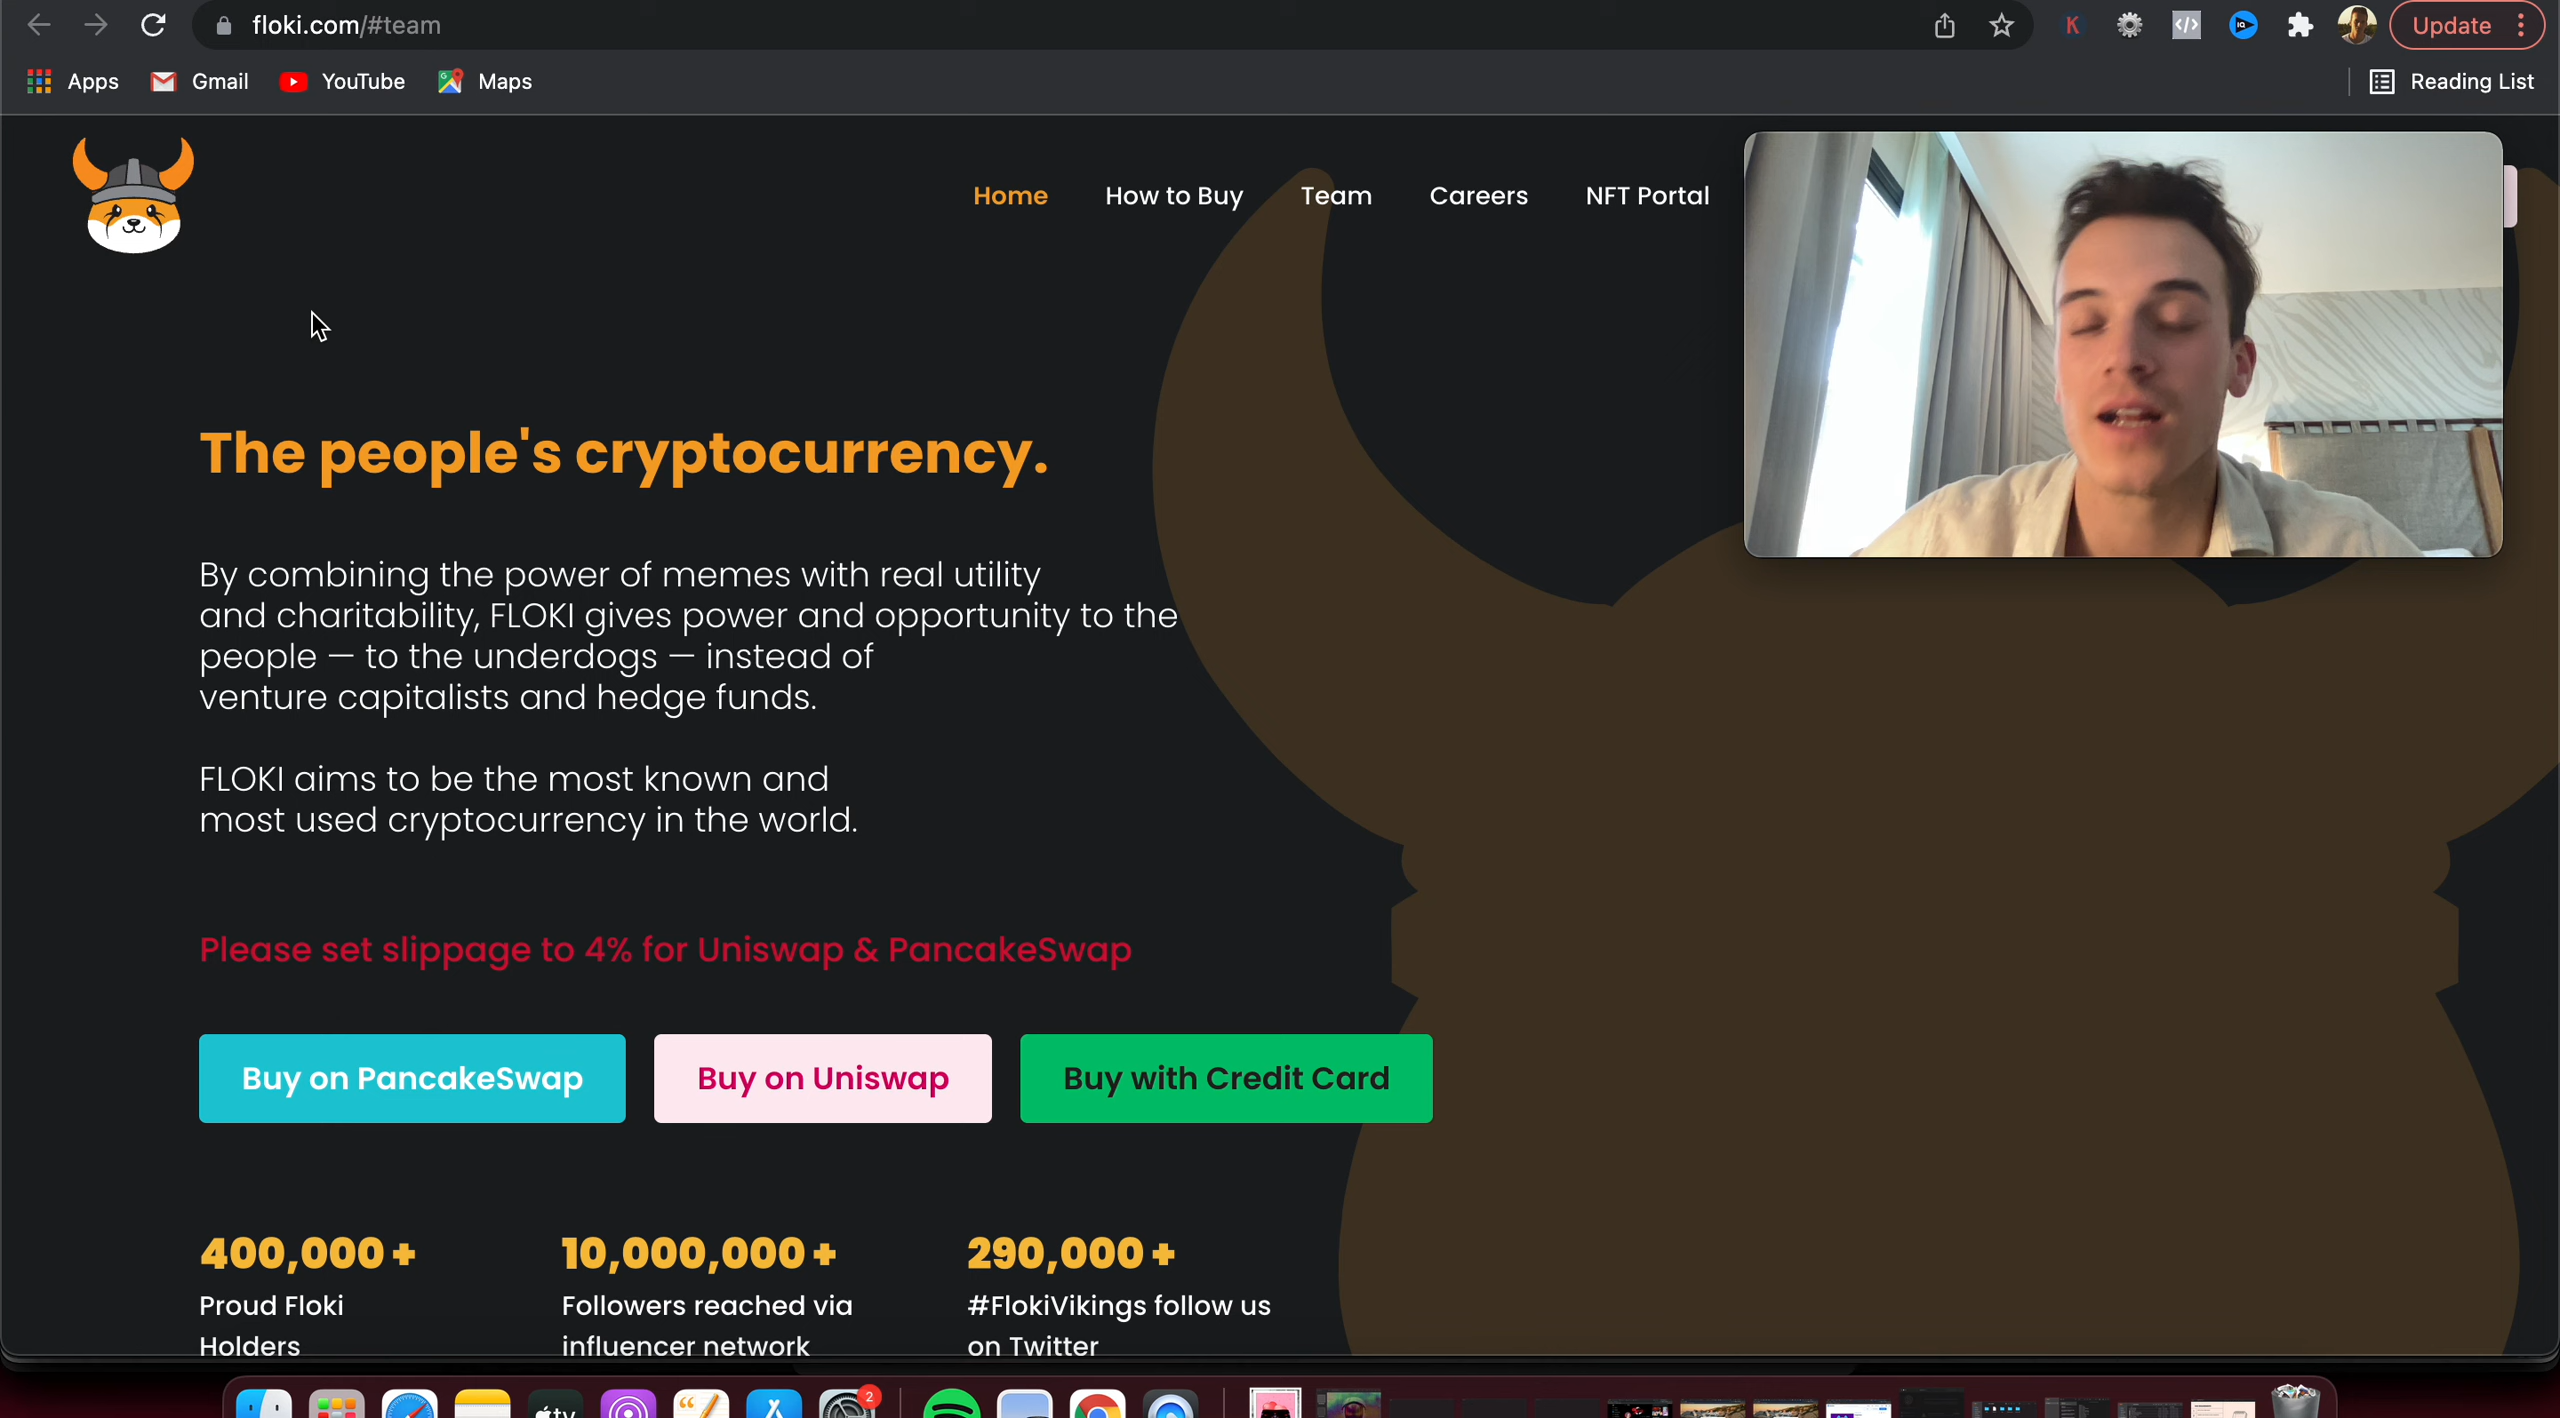 floki.com/#team
K
</>
IQ
Update
Apps
Gmail
YouTube
Maps
Reading List
Home
How to Buy
Team
Careers
NFT Portal
The people's cryptocurrency.
By combining the power of memes with real utility
and charitability, FLOKI gives power and opportunity to the
people — to the underdogs — instead of
venture capitalists and hedge funds.
FLOKI aims to be the most known and
most used cryptocurrency in the world.
Please set slippage to 4% for Uniswap & PancakeSwap
Buy on PancakeSwap
Buy on Uniswap
Buy with Credit Card
400,000 +
Proud Floki
Holders
10,000,000 +
Followers reached via
influencer network
290,000 +
#FlokiVikings follow us
on Twitter
tv
2